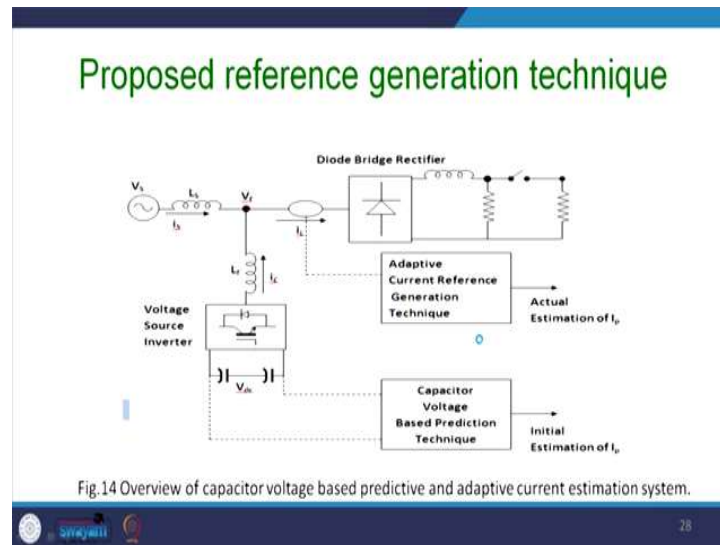 Proposed reference generation technique
Diode Bridge Rectifier
Vs
Ls
Vf
is
iL
Lf
ic
Adaptive
Current Reference
Generation
Technique
Actual
Estimation of Ip
Voltage
Source
Inverter
Vdc
Capacitor
Voltage
Based Prediction
Technique
Initial
Estimation of Ip
Fig.14 Overview of capacitor voltage based predictive and adaptive current estimation system.
swayam
28